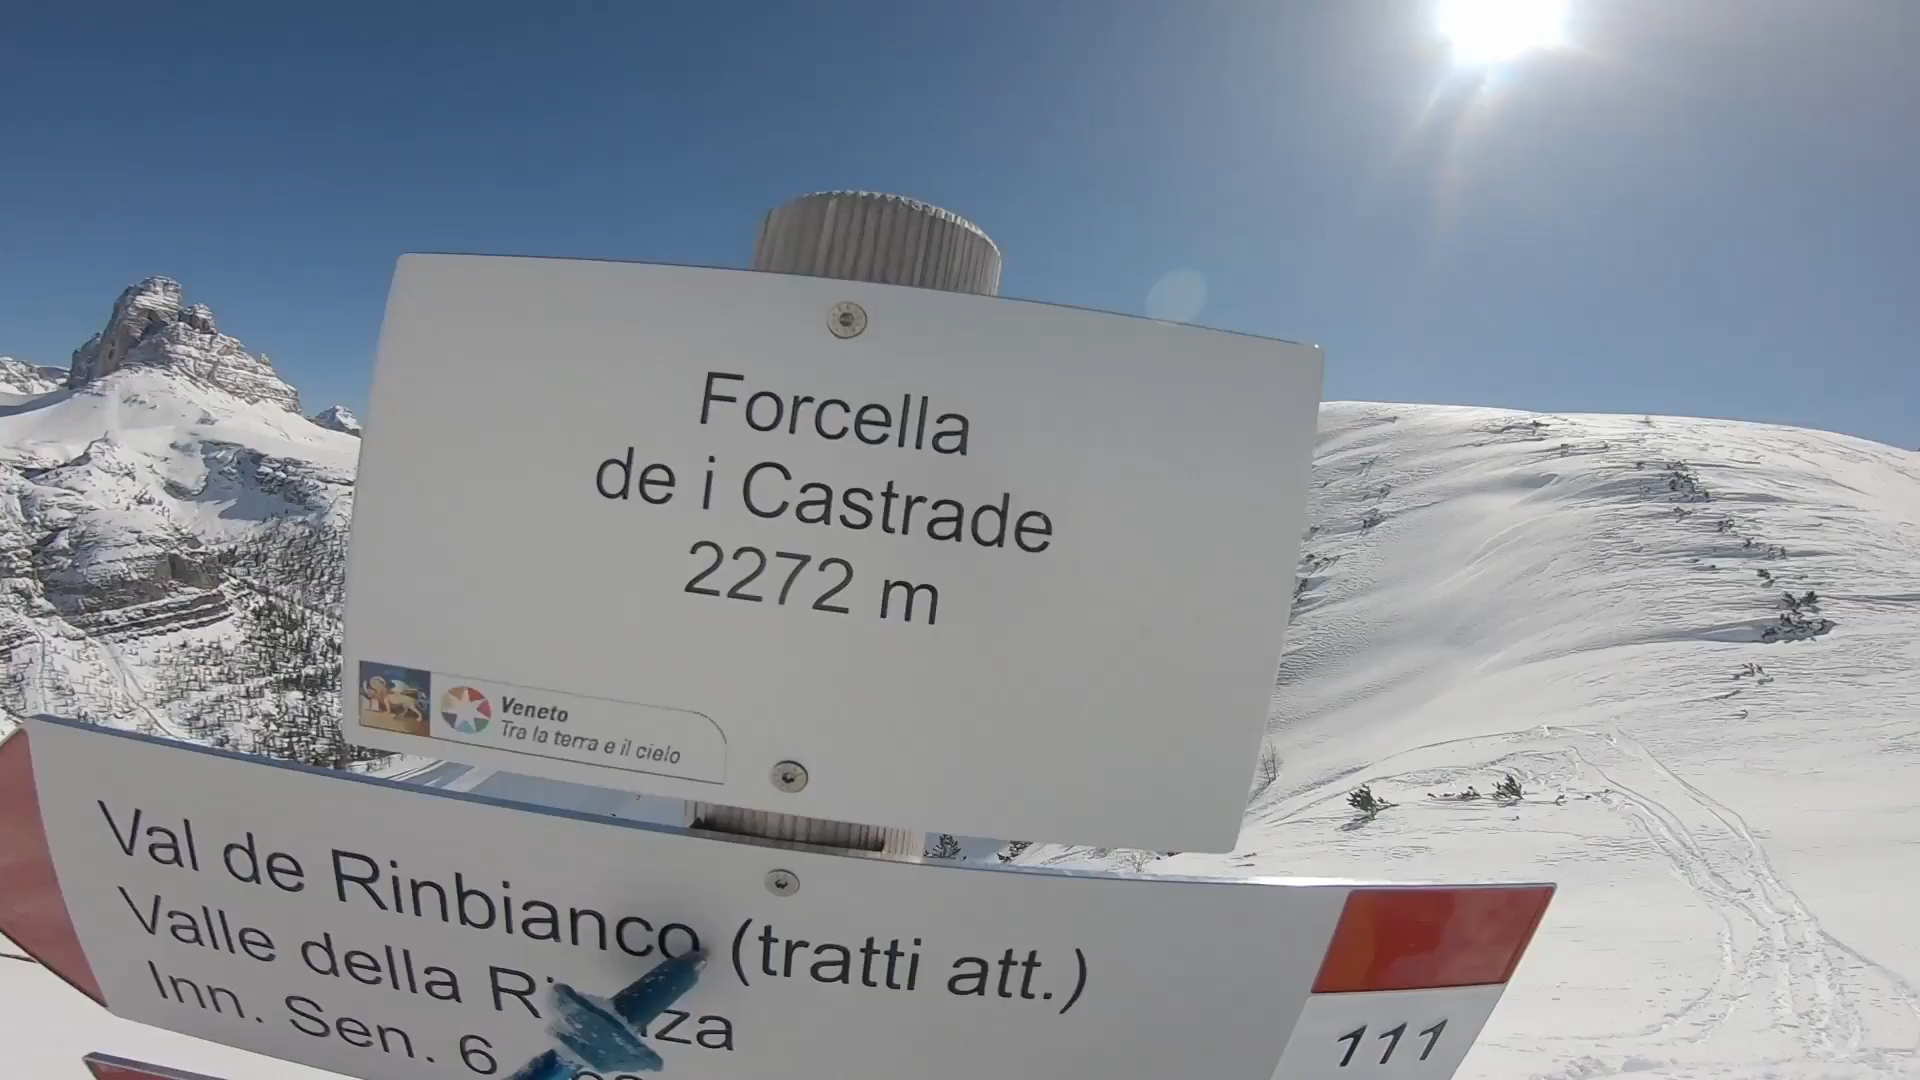 Forcella
de i Castrade
2272 m
Veneto
Tra la terra e il cielo
Val de Rinbianco (tratti att.)
Valle della
Inn. Sen. 6
111